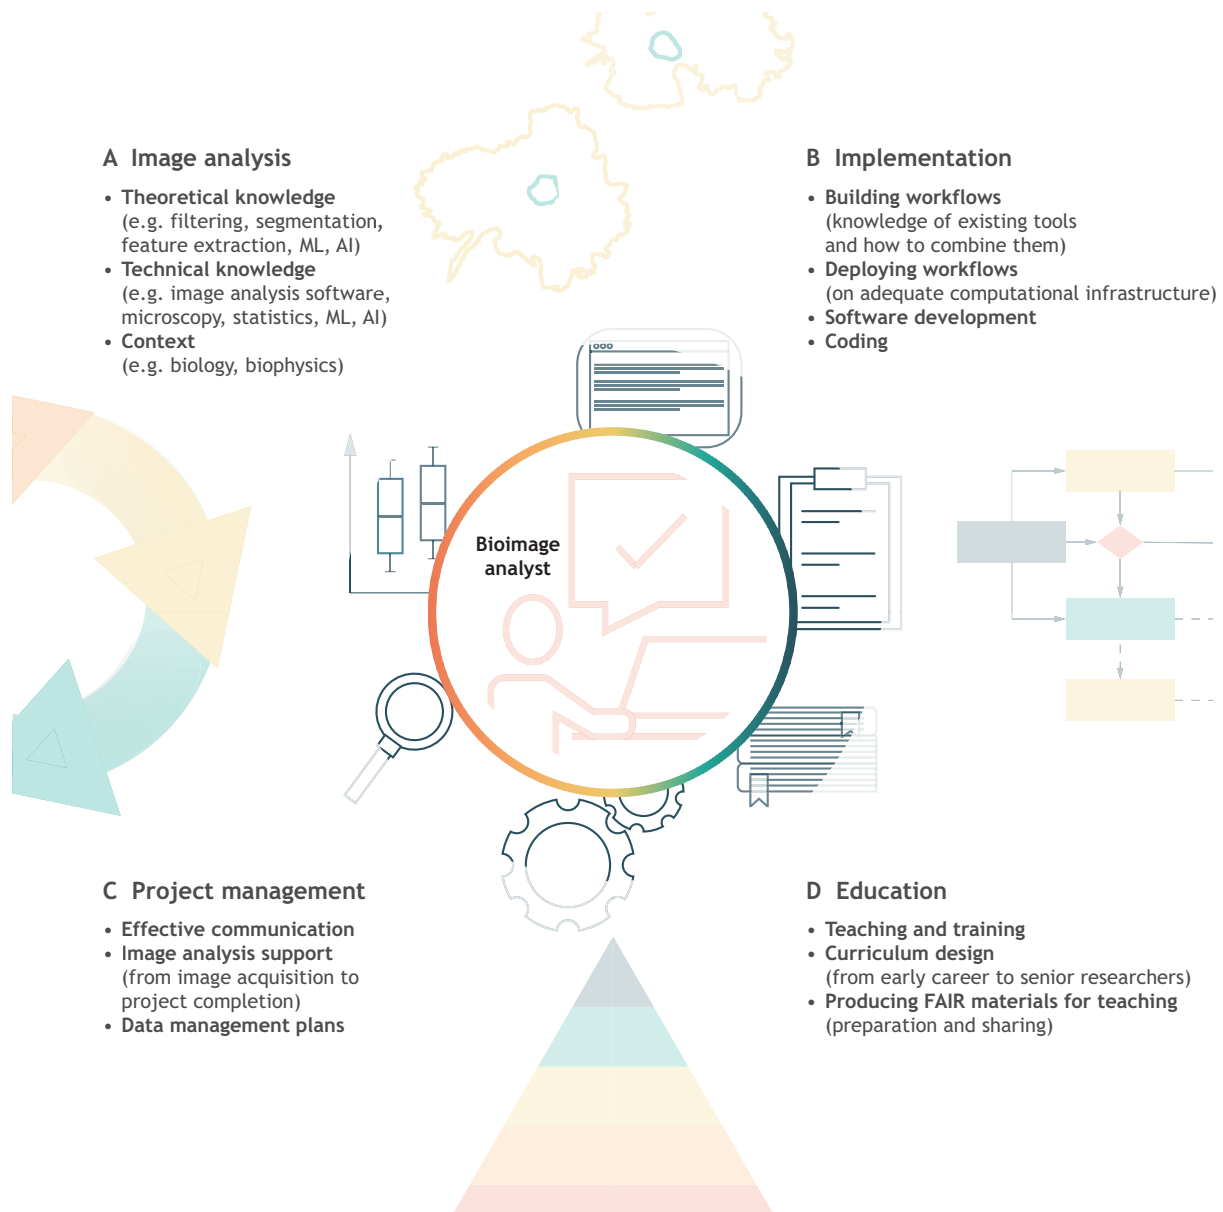 A Image analysis
• Theoretical knowledge
(e.g. filtering, segmentation,
feature extraction, ML, AI)
• Technical knowledge
(e.g. image analysis software,
microscopy, statistics, ML, AI)
• Context
(e.g. biology, biophysics)
B Implementation
• Building workflows
(knowledge of existing tools
and how to combine them)
• Deploying workflows
(on adequate computational infrastructure)
• Software development
• Coding
Bioimage
analyst
C Project management
• Effective communication
• Image analysis support
(from image acquisition to
project completion)
• Data management plans
D Education
• Teaching and training
• Curriculum design
(from early career to senior researchers)
• Producing FAIR materials for teaching
(preparation and sharing)